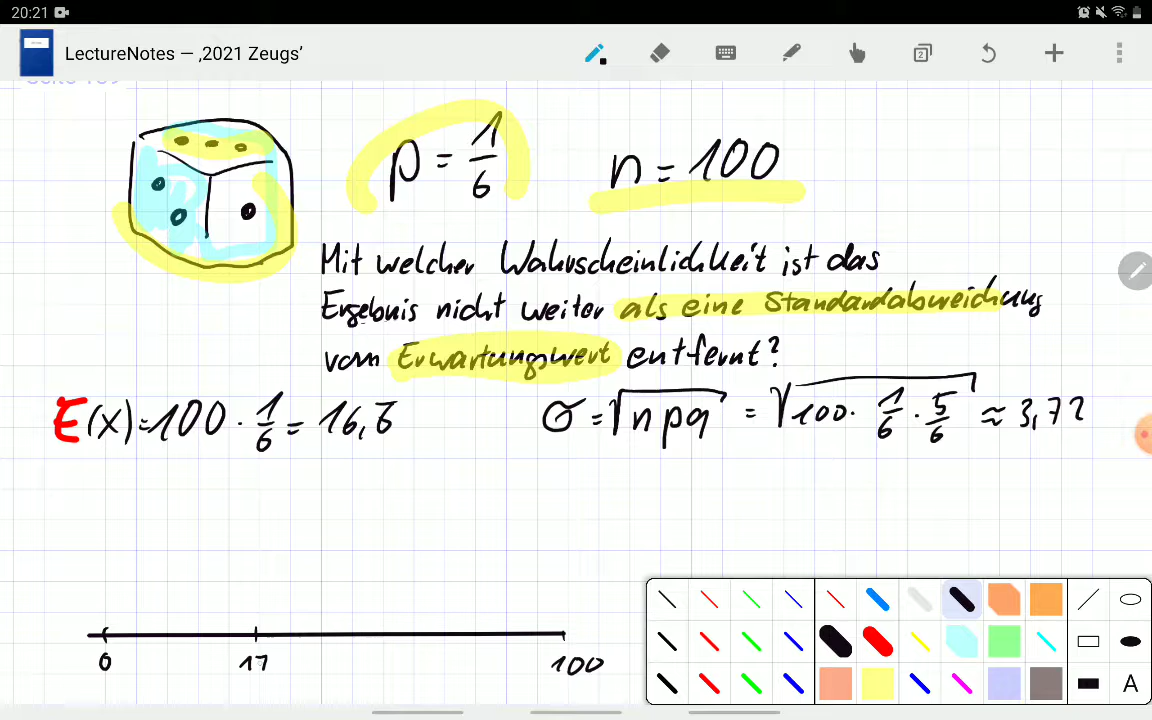 20:21
LectureNotes — ‚2021 Zeugs‘
p = 1/6
n = 100
Mit welcher Wahrscheinlichkeit ist das
Ergebnis nicht weiter als eine Standardabweichung
vom Erwartungswert entfernt?
E(x) = 100 · 1/6 = 16,6̅
σ = √npq = √100 · 1/6 · 5/6 ≈ 3,72
0 17 100
A